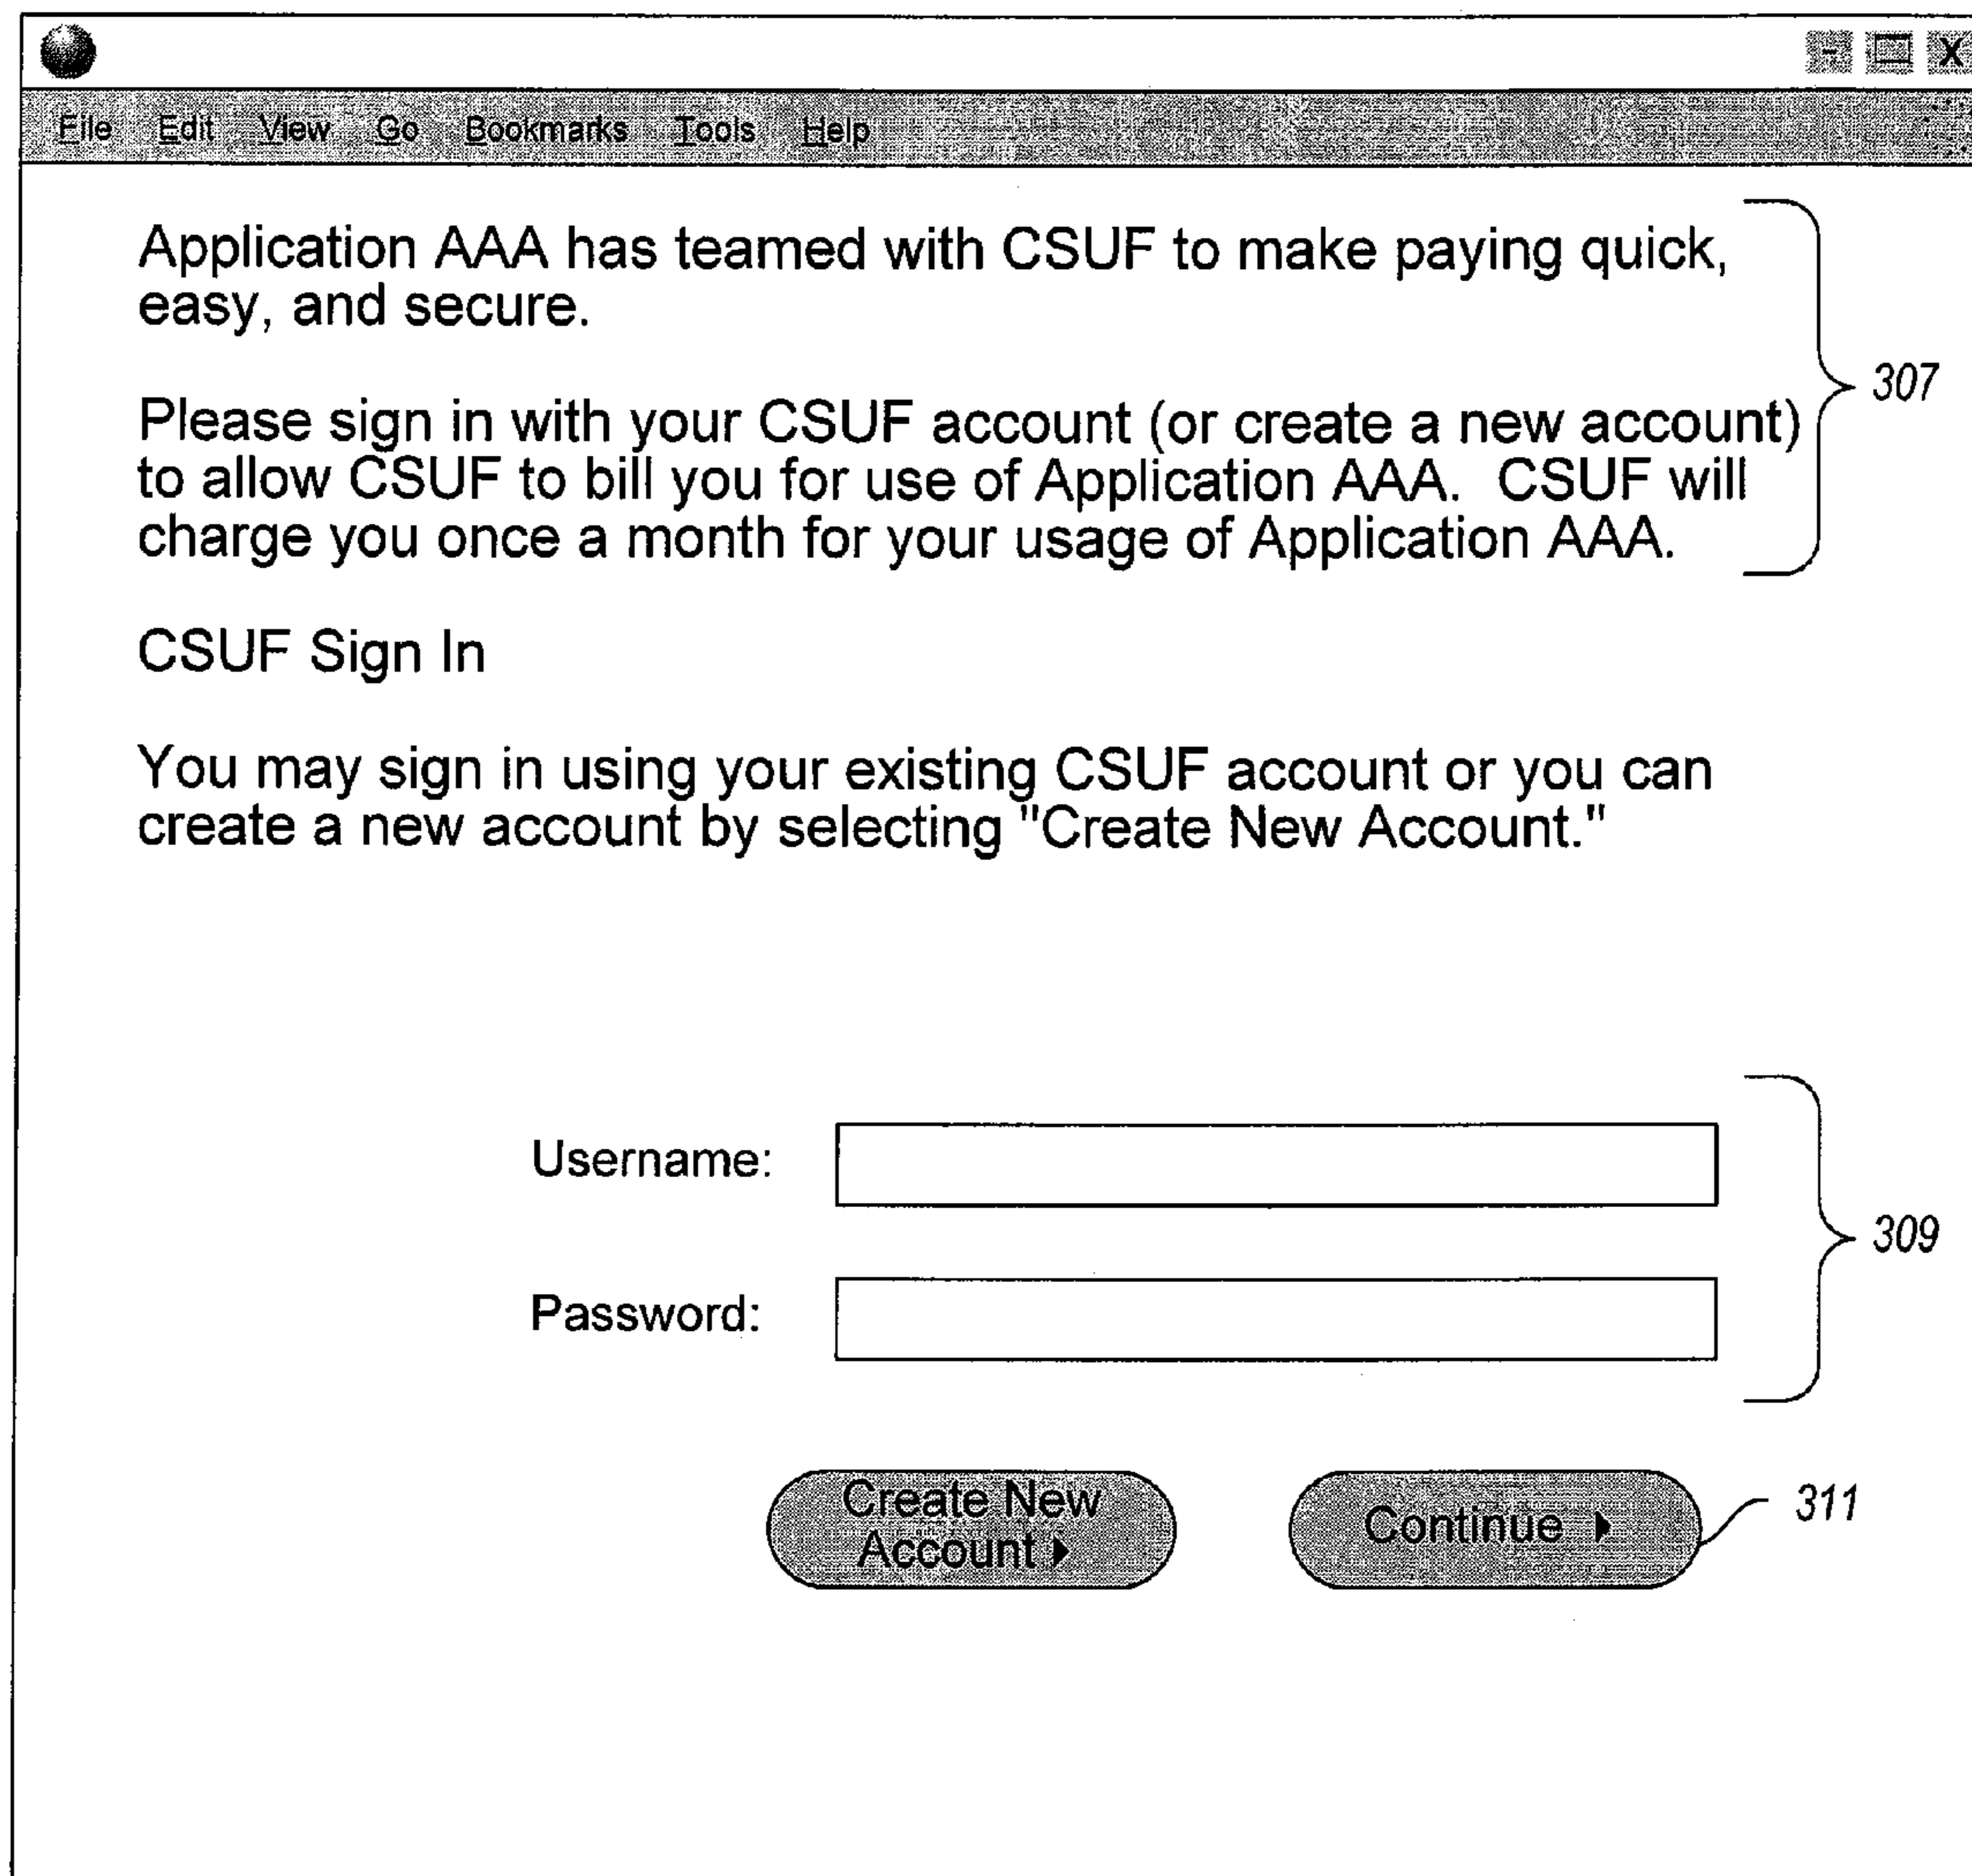 - X
File Edit View Go Bookmarks Tools Help
Application AAA has teamed with CSUF to make paying quick,
easy, and secure.
307
Please sign in with your CSUF account (or create a new account)
to allow CSUF to bill you for use of Application AAA. CSUF will
charge you once a month for your usage of Application AAA.
CSUF Sign In
You may sign in using your existing CSUF account or you can
create a new account by selecting "Create New Account."
Username:
309
Password:
Create New
Account
Continue
311